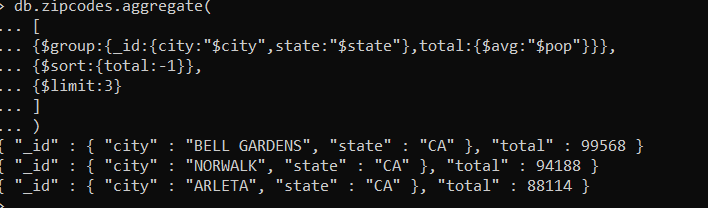 > db.zipcodes.aggregate(
... [
... {$group:{_id:{city:"$city",state:"$state"},total:{$avg:"$pop"}}},
... {$sort:{total:-1}},
... {$limit:3}
... ]
... )
{ "_id" : { "city" : "BELL GARDENS", "state" : "CA" }, "total" : 99568 }
{ "_id" : { "city" : "NORWALK", "state" : "CA" }, "total" : 94188 }
{ "_id" : { "city" : "ARLETA", "state" : "CA" }, "total" : 88114 }
>